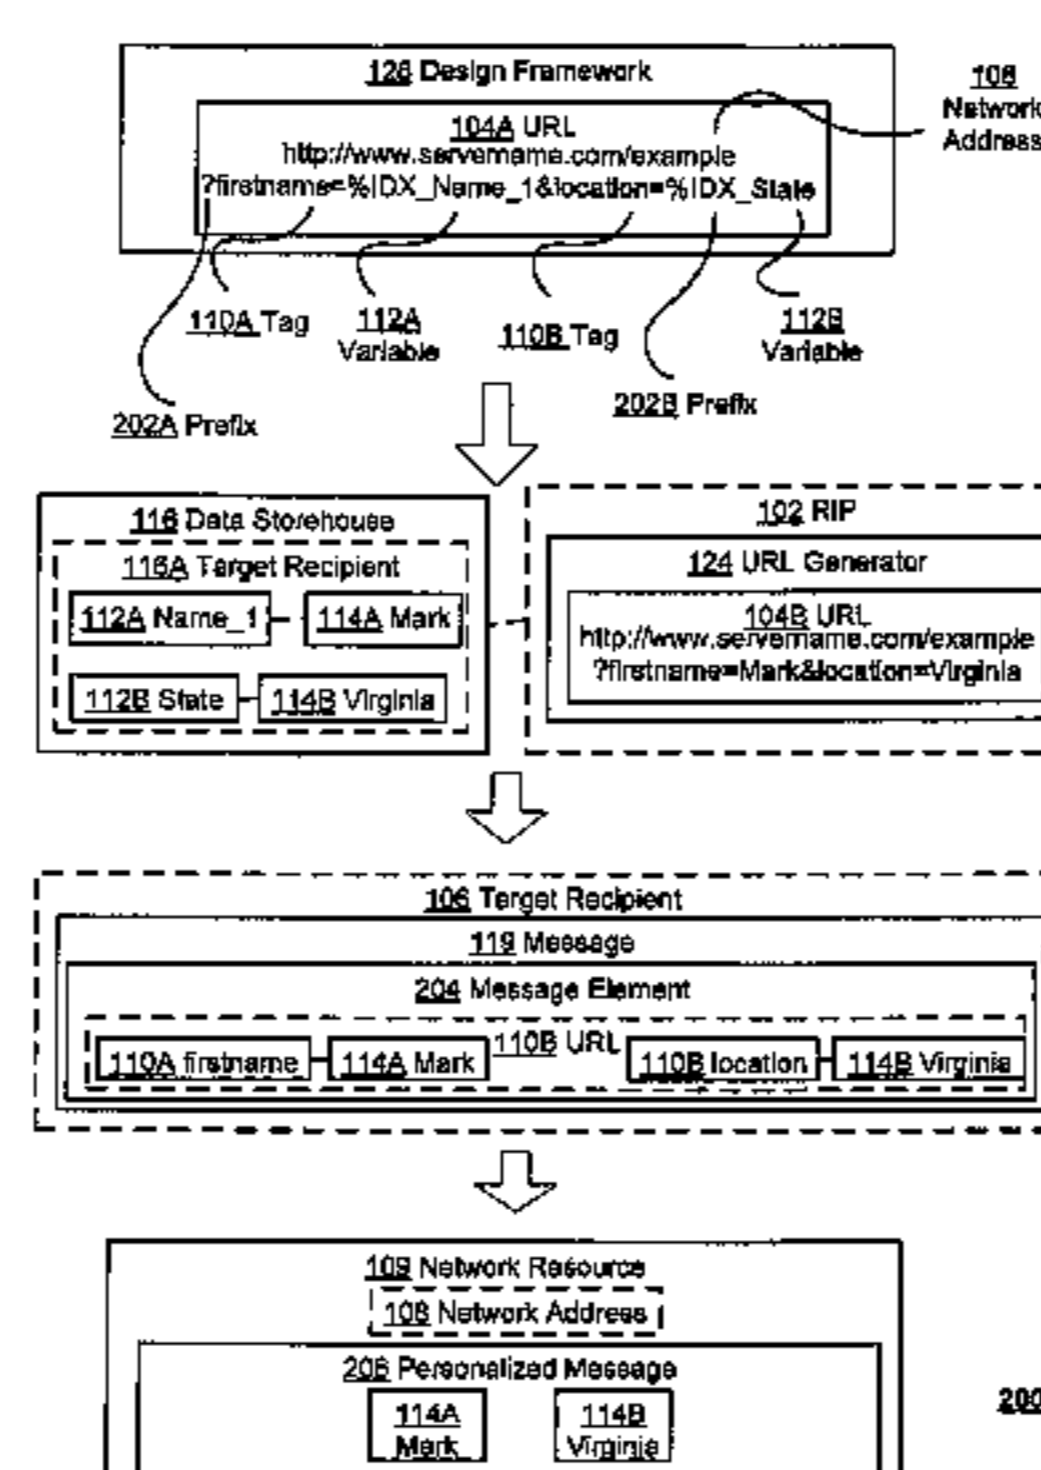 126 Design Framework
108
Network
Address
104A URL
http://www.servername.com/example
?firstname=%IDX_Name_1&location=%IDX_State
110A Tag
112A
Variable
110B Tag
112B
Variable
202A Prefix
202B Prefix
116 Data Storehouse
116A Target Recipient
112A Name_1
114A Mark
112B State
114B Virginia
102 RIP
124 URL Generator
104B URL
http://www.servername.com/example
?firstname=Mark&location=Virginia
106 Target Recipient
119 Message
204 Message Element
110B URL
110A firstname
114A Mark
110B location
114B Virginia
109 Network Resource
108 Network Address
206 Personalized Message
114A
Mark
114B
Virginia
200